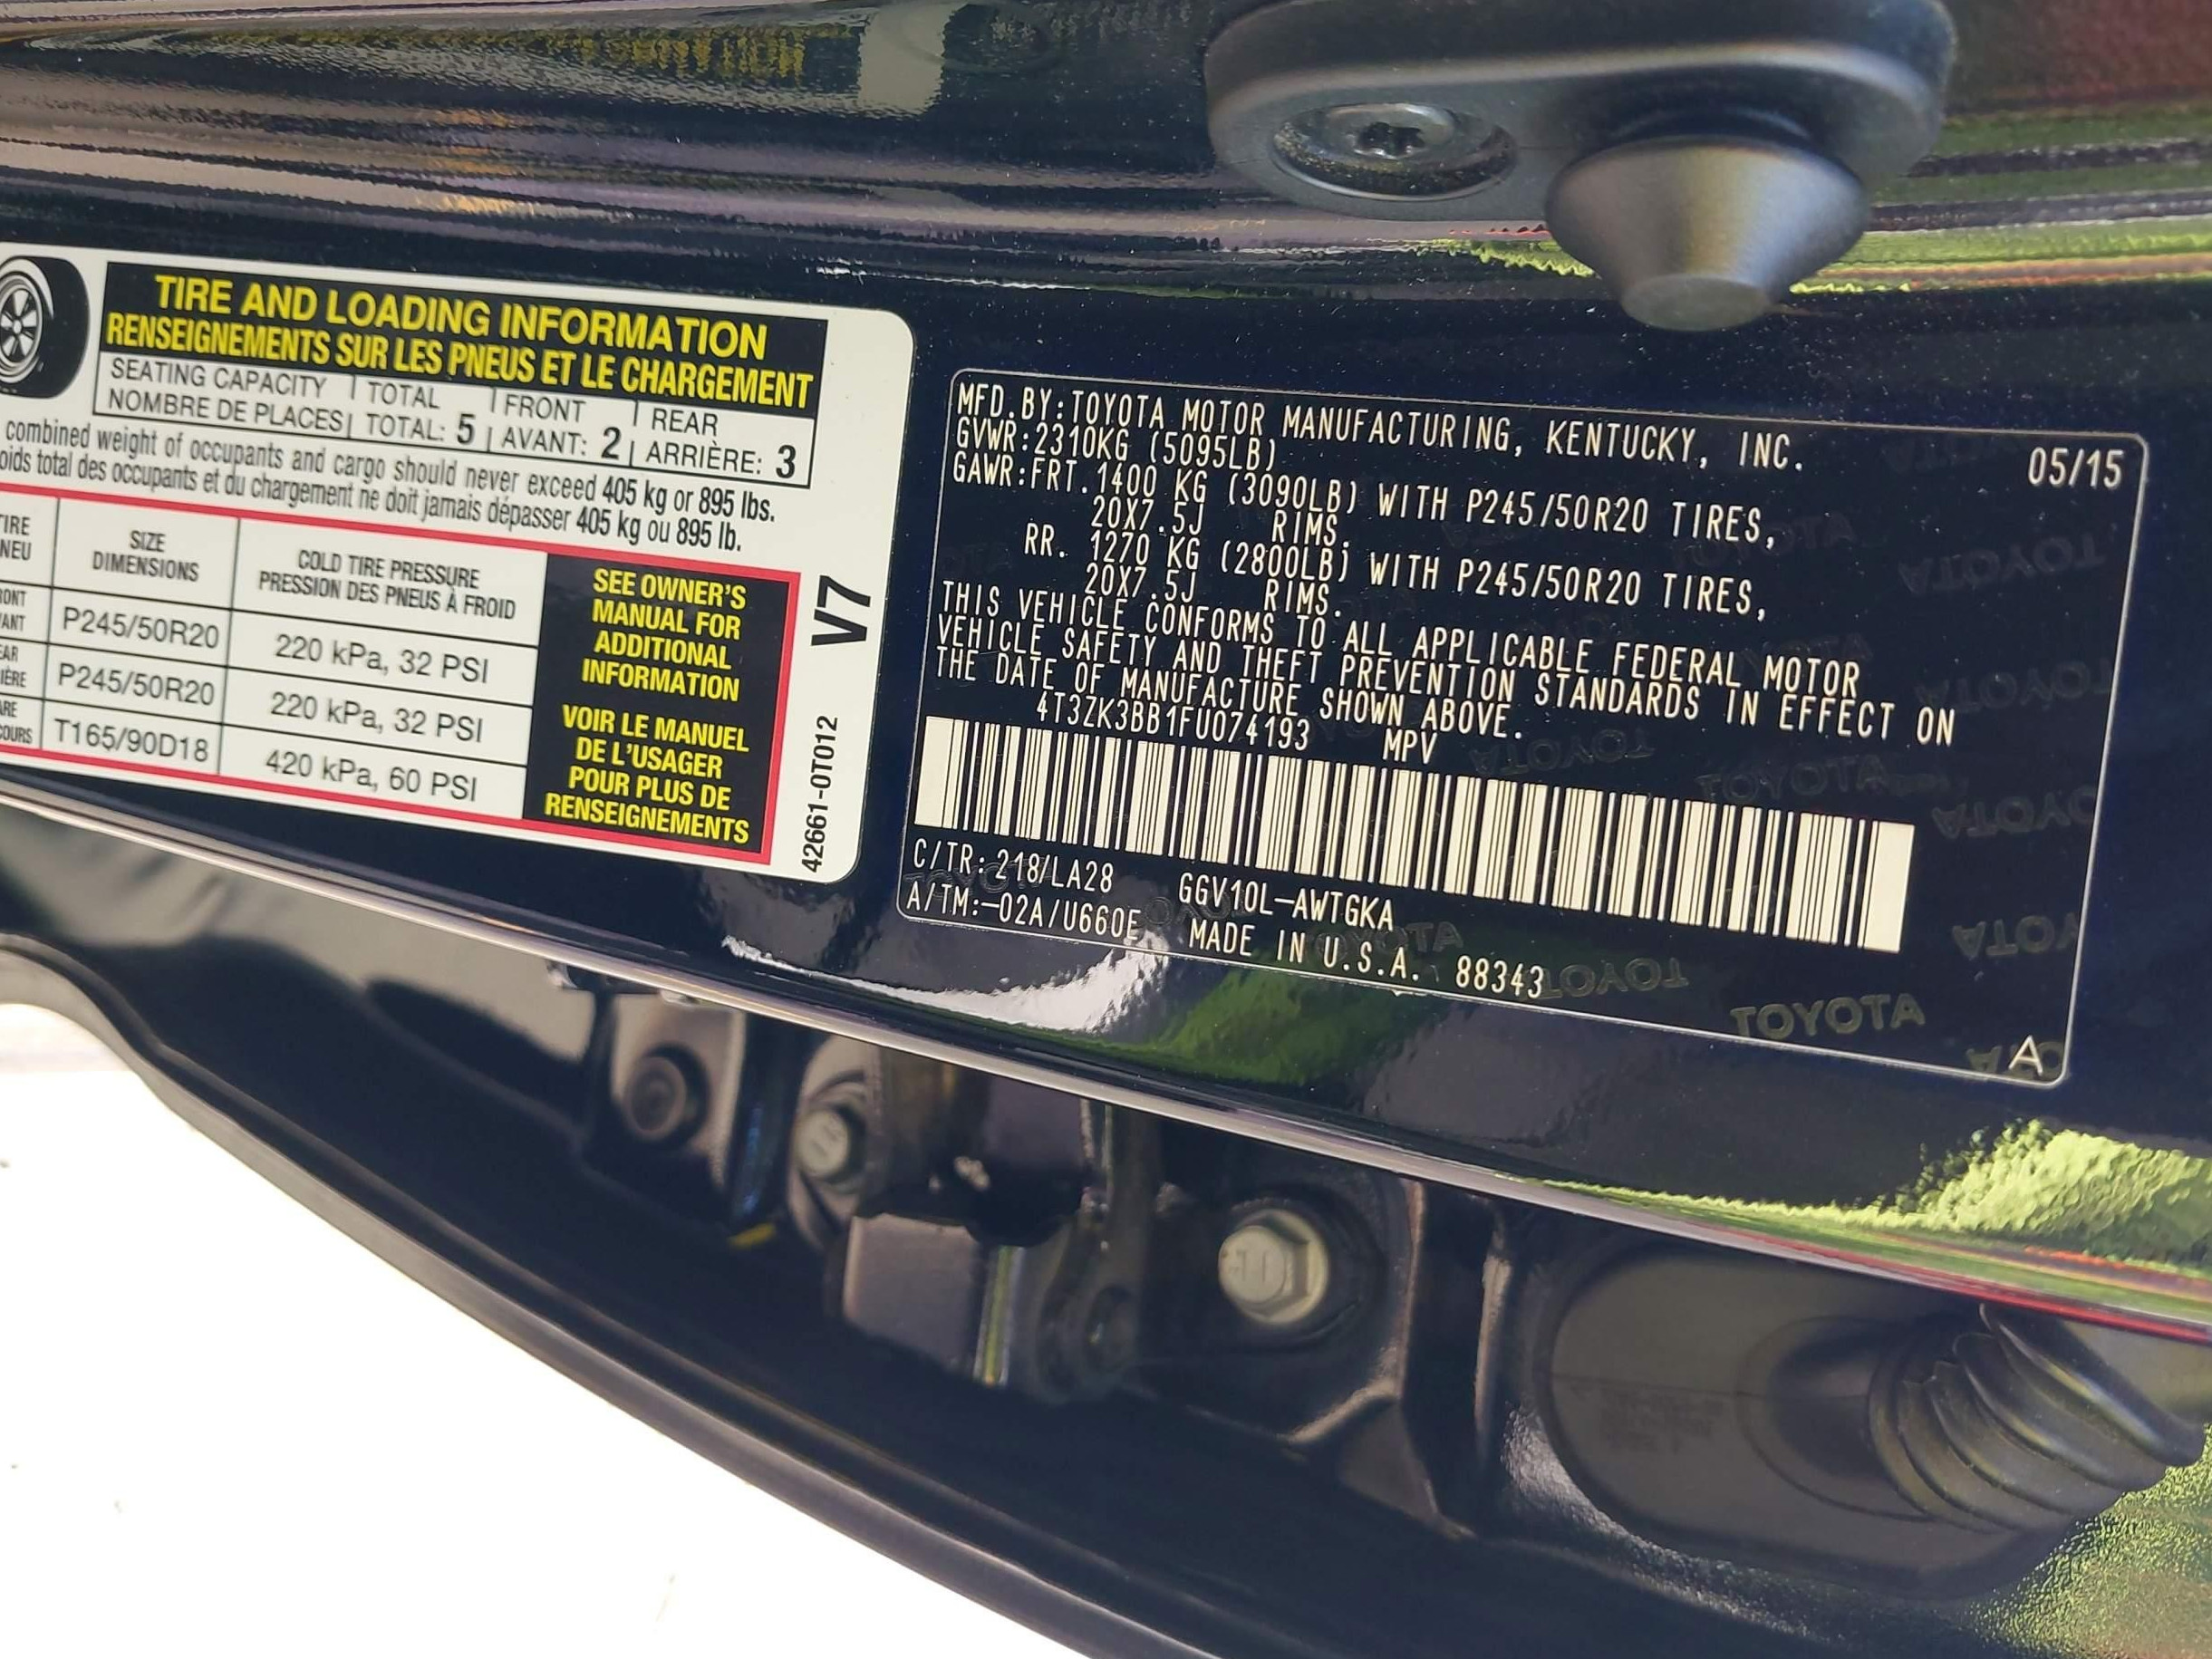 TIRE AND LOADING INFORMATION
RENSEIGNEMENTS SUR LES PNEUS ET LE CHARGEMENT
SEATING CAPACITY | TOTAL | FRONT | REAR
NOMBRE DE PLACES | TOTAL: 5 | AVANT: 2 | ARRIÈRE: 3
combined weight of occupants and cargo should never exceed 405 kg or 895 lbs.
oids total des occupants et du chargement ne doit jamais dépasser 405 kg ou 895 lb.
TIRE SIZE COLD TIRE PRESSURE
NEU DIMENSIONS PRESSION DES PNEUS À FROID
RONT
ANT P245/50R20 220 kPa, 32 PSI
EAR
IÈRE P245/50R20 220 kPa, 32 PSI
ARE
COURS T165/90D18 420 kPa, 60 PSI
SEE OWNER'S
MANUAL FOR
ADDITIONAL
INFORMATION
VOIR LE MANUEL
DE L'USAGER
POUR PLUS DE
RENSEIGNEMENTS
42661-0T012 V7
MFD.BY:TOYOTA MOTOR MANUFACTURING, KENTUCKY, INC. 05/15
GVWR:2310KG (5095LB)
GAWR:FRT.1400 KG (3090LB) WITH P245/50R20 TIRES,
20X7.5J RIMS.
RR. 1270 KG (2800LB) WITH P245/50R20 TIRES,
20X7.5J RIMS.
THIS VEHICLE CONFORMS TO ALL APPLICABLE FEDERAL MOTOR
VEHICLE SAFETY AND THEFT PREVENTION STANDARDS IN EFFECT ON
THE DATE OF MANUFACTURE SHOWN ABOVE.
4T3ZK3BB1FU074193 MPV
C/TR:218/LA28 GGV10L-AWTGKA
A/TM:-02A/U660E MADE IN U.S.A. 88343
TOYOTA
A